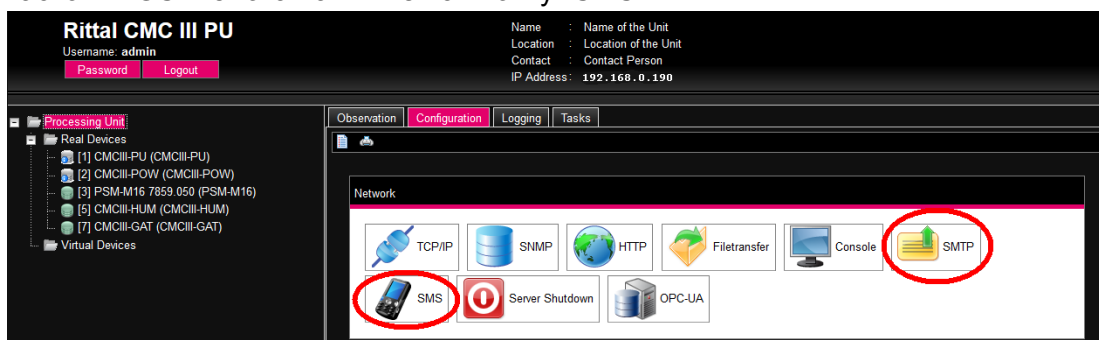 Rittal CMC III PU
Username: admin
Password Logout
Name : Name of the Unit
Location : Location of the Unit
Contact : Contact Person
IP Address : 192.168.0.190
Processing Unit
Real Devices
[1] CMCIII-PU (CMCIII-PU)
[2] CMCIII-POW (CMCIII-POW)
[3] PSM-M16 7859.050 (PSM-M16)
[5] CMCIII-HUM (CMCIII-HUM)
[7] CMCIII-GAT (CMCIII-GAT)
Virtual Devices
Observation Configuration Logging Tasks
Network
TCP/IP SNMP HTTP Filetransfer Console SMTP
SMS Server Shutdown OPC-UA